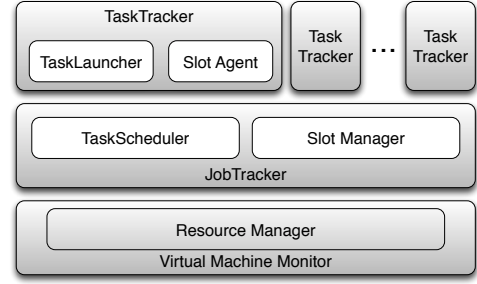 TaskTracker
TaskLauncher
Slot Agent
Task
Tracker
...
Task
Tracker
TaskScheduler
Slot Manager
JobTracker
Resource Manager
Virtual Machine Monitor